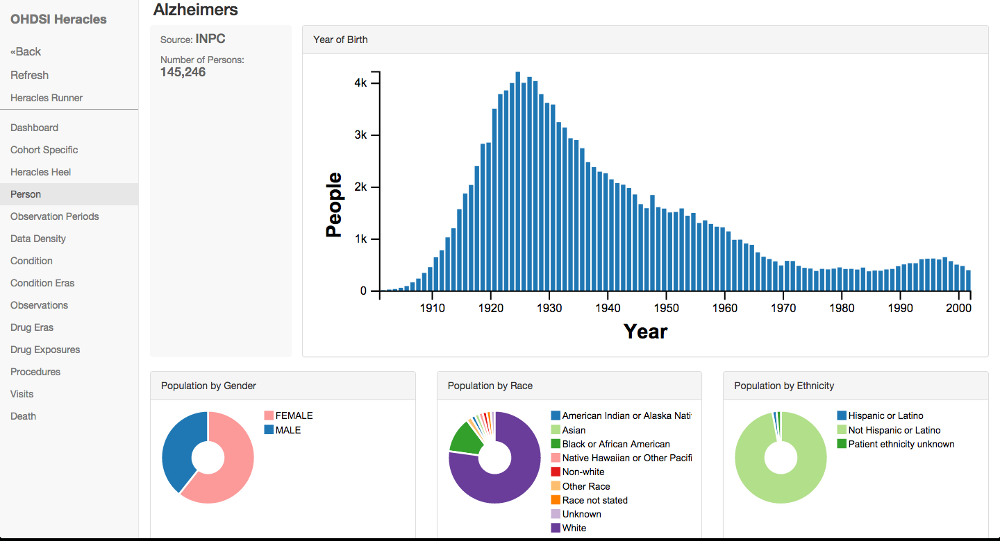 OHDSI Heracles
«Back
Refresh
Heracles Runner
Dashboard
Cohort Specific
Heracles Heel
Person
Observation Periods
Data Density
Condition
Condition Eras
Observations
Drug Eras
Drug Exposures
Procedures
Visits
Death
Alzheimers
Source: INPC
Number of Persons:
145,246
Year of Birth
4k
3k
2k
1k
0
People
1910 1920 1930 1940 1950 1960 1970 1980 1990 2000
Year
Population by Gender
FEMALE
MALE
Population by Race
American Indian or Alaska Nati
Asian
Black or African American
Native Hawaiian or Other Pacifi
Non-white
Other Race
Race not stated
Unknown
White
Population by Ethnicity
Hispanic or Latino
Not Hispanic or Latino
Patient ethnicity unknown